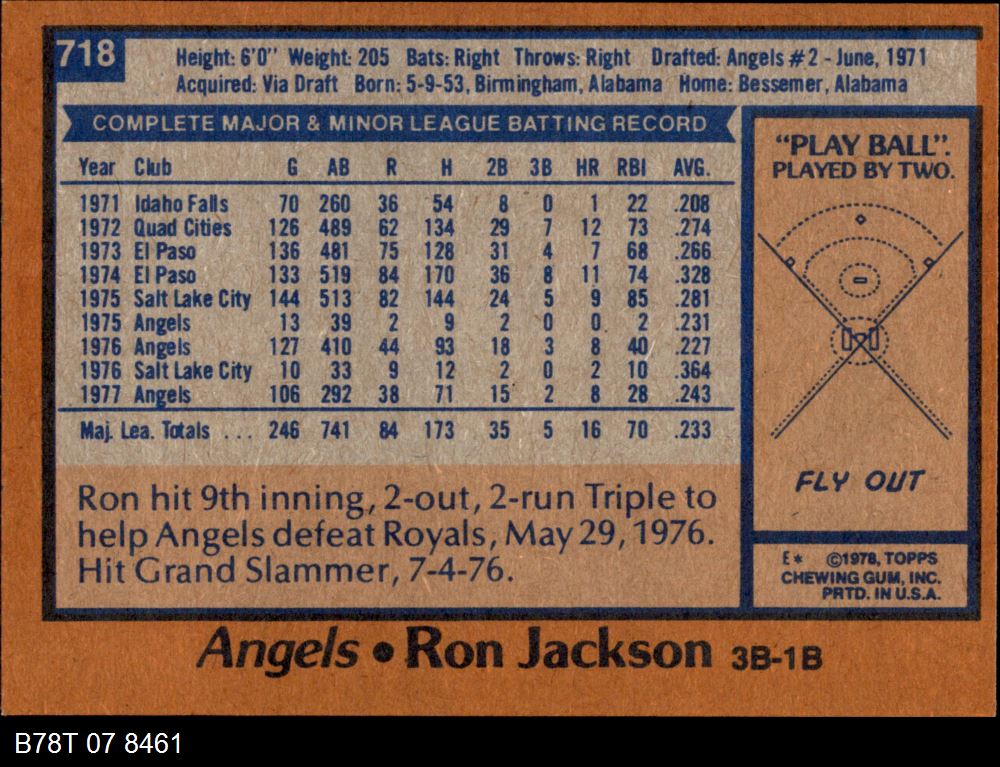 718
Height: 6'0" Weight: 205 Bats: Right Throws: Right Drafted: Angels #2 - June, 1971
Acquired: Via Draft Born: 5-9-53, Birmingham, Alabama Home: Bessemer, Alabama
COMPLETE MAJOR & MINOR LEAGUE BATTING RECORD
Year Club G AB R H 2B 3B HR RBI AVG.
1971 Idaho Falls 70 260 36 54 8 0 1 22 .208
1972 Quad Cities 126 489 62 134 29 7 12 73 .274
1973 El Paso 136 481 75 128 31 4 7 68 .266
1974 El Paso 133 519 84 170 36 8 11 74 .328
1975 Salt Lake City 144 513 82 144 24 5 9 85 .281
1975 Angels 13 39 2 9 2 0 0 2 .231
1976 Angels 127 410 44 93 18 3 8 40 .227
1976 Salt Lake City 10 33 9 12 2 0 2 10 .364
1977 Angels 106 292 38 71 15 2 8 28 .243
Maj. Lea. Totals ... 246 741 84 173 35 5 16 70 .233
Ron hit 9th inning, 2-out, 2-run Triple to
help Angels defeat Royals, May 29, 1976.
Hit Grand Slammer, 7-4-76.
"PLAY BALL".
PLAYED BY TWO.
FLY OUT
E* ©1978, TOPPS
CHEWING GUM, INC.
PRTD. IN U.S.A.
Angels • Ron Jackson 3B-1B
B78T 07 8461